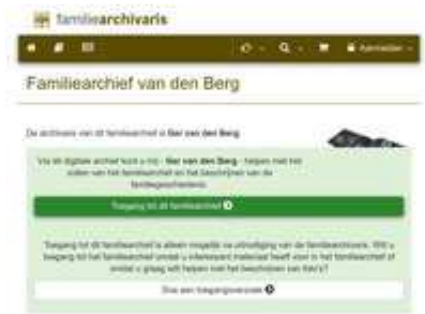 familiearchivaris
Aanmelden
Familiearchief van den Berg
De archivaris van dit familiearchief is Ger van den Berg
Via dit digitale archief kunt u mij - Ger van den Berg - helpen met het
vullen van het familiearchief en het beschrijven van de
familiegeschiedenis.
Toegang tot dit familiearchief
Toegang tot dit familiearchief is alleen mogelijk na uitnodiging van de familiearchivaris. Wilt u
toegang tot het familiearchief omdat u interessant materiaal heeft voor in het familiearchief of
omdat u graag wilt helpen met het beschrijven van foto's?
Doe een toegangsverzoek